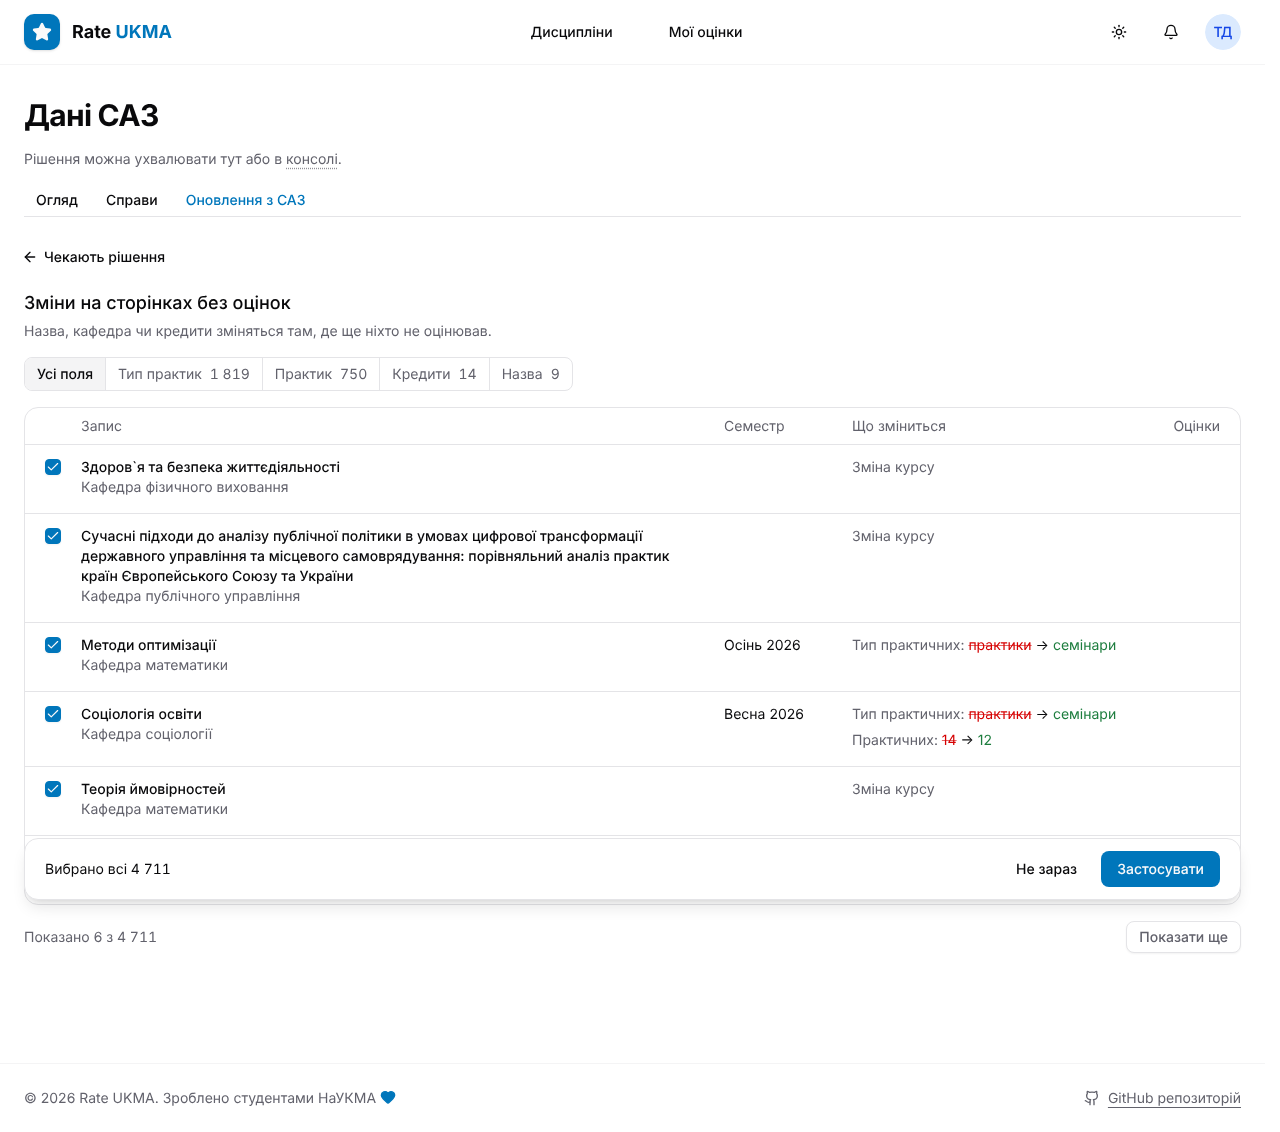 Rate UKMA
Дисципліни
Мої оцінки
ТД
Дані САЗ
Рішення можна ухвалювати тут або в консолі.
Огляд
Справи
Оновлення з САЗ
← Чекають рішення
Зміни на сторінках без оцінок
Назва, кафедра чи кредити зміняться там, де ще ніхто не оцінював.
Усі поля
Тип практик 1 819
Практик 750
Кредити 14
Назва 9
Запис
Семестр
Що зміниться
Оцінки
Здоров`я та безпека життєдіяльності
Кафедра фізичного виховання
Зміна курсу
Сучасні підходи до аналізу публічної політики в умовах цифрової трансформації
державного управління та місцевого самоврядування: порівняльний аналіз практик
країн Європейського Союзу та України
Кафедра публічного управління
Зміна курсу
Методи оптимізації
Кафедра математики
Осінь 2026
Тип практичних: практики → семінари
Соціологія освіти
Кафедра соціології
Весна 2026
Тип практичних: практики → семінари
Практичних: 14 → 12
Теорія ймовірностей
Кафедра математики
Зміна курсу
Вибрано всі 4 711
Не зараз
Застосувати
Показано 6 з 4 711
Показати ще
© 2026 Rate UKMA. Зроблено студентами НаУКМА 💙
GitHub репозиторій